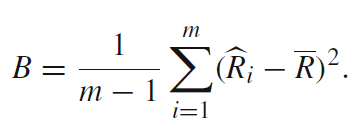 B = \frac{1}{m - 1} \sum_{i=1}^{m} (\widehat{R}_i - \overline{R})^2.